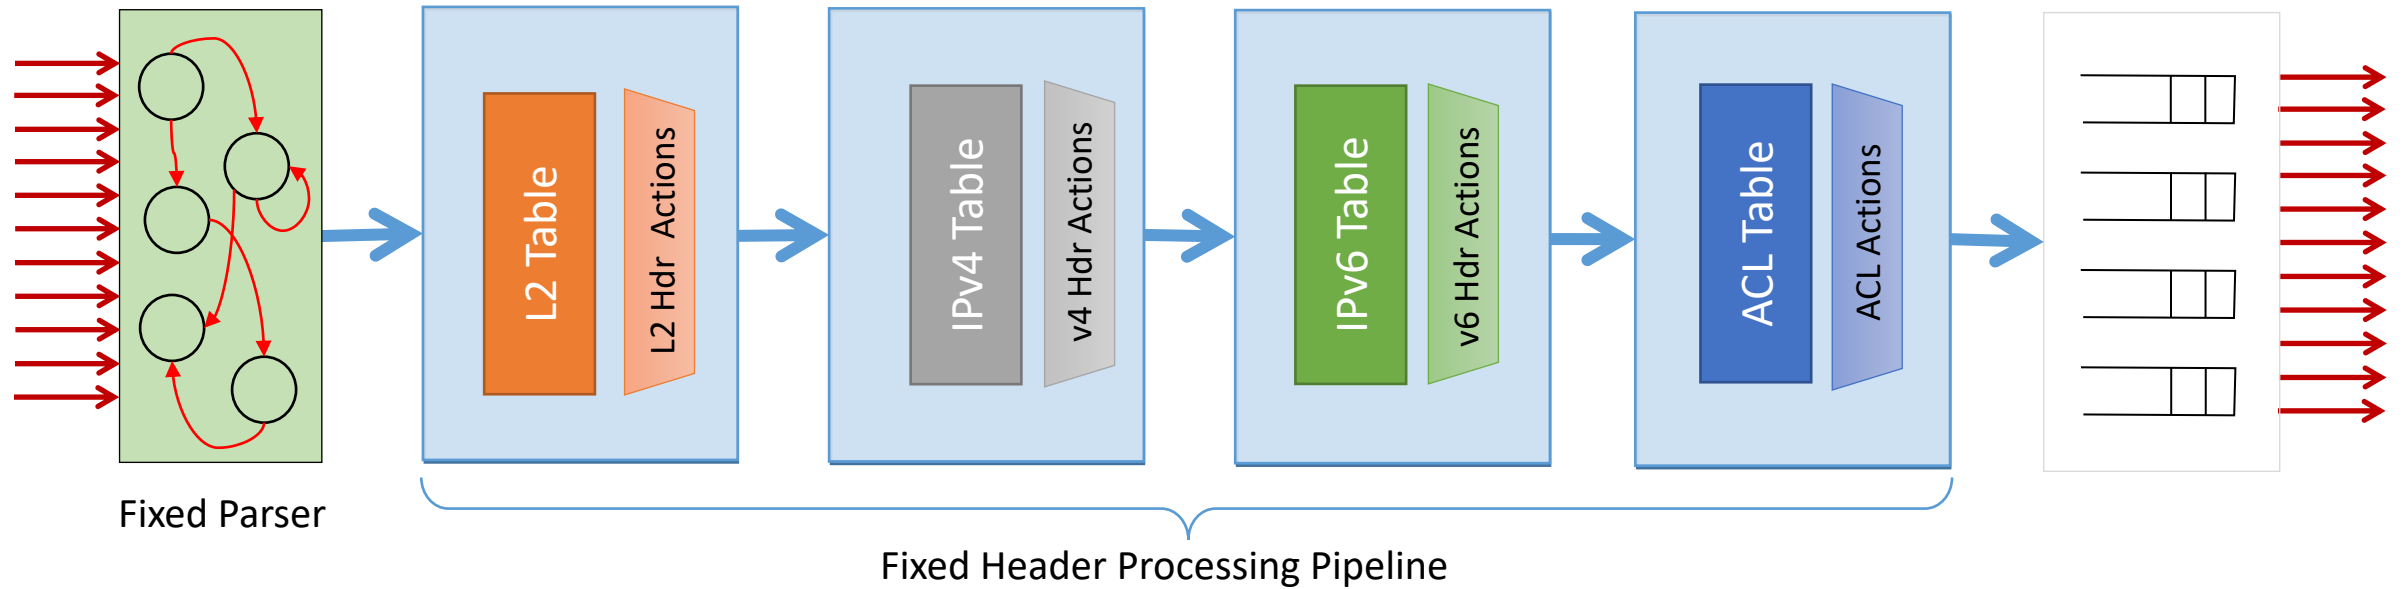 L2 Table
L2 Hdr Actions
IPv4 Table
v4 Hdr Actions
IPv6 Table
v6 Hdr Actions
ACL Table
ACL Actions
Fixed Parser
Fixed Header Processing Pipeline